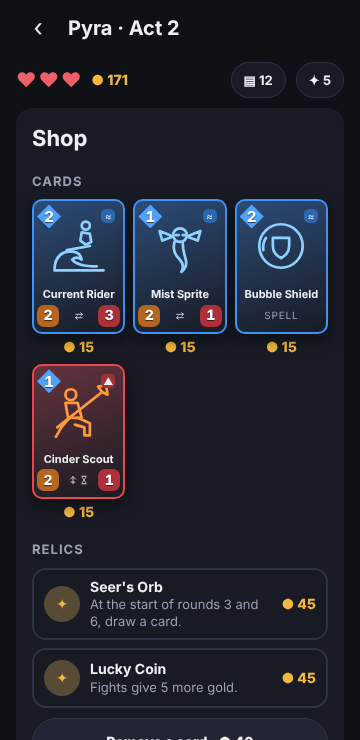 Pyra · Act 2
171
12
5
Shop
CARDS
2
1
2
Current Rider
Mist Sprite
Bubble Shield
2
3
2
1
SPELL
15
15
15
1
Cinder Scout
2
1
15
RELICS
Seer's Orb
At the start of rounds 3 and
6, draw a card.
45
Lucky Coin
Fights give 5 more gold.
45